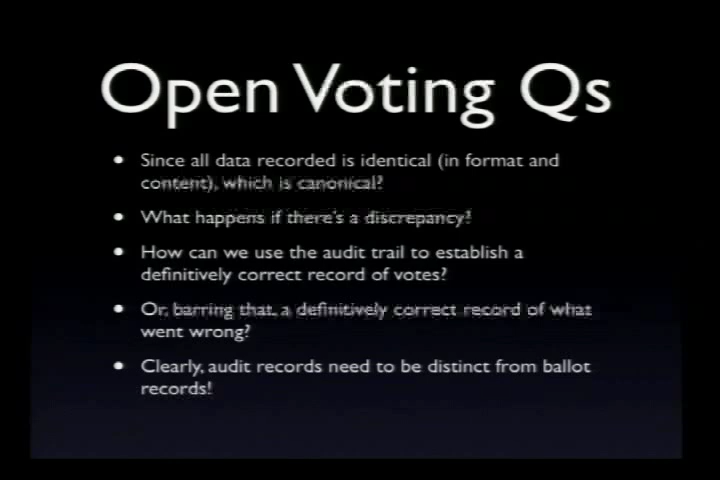 Open Voting Qs
• Since all data recorded is identical (in format and
content), which is canonical?
• What happens if there's a discrepancy?
• How can we use the audit trail to establish a
definitively correct record of votes?
• Or, barring that, a definitively correct record of what
went wrong?
• Clearly, audit records need to be distinct from ballot
records!